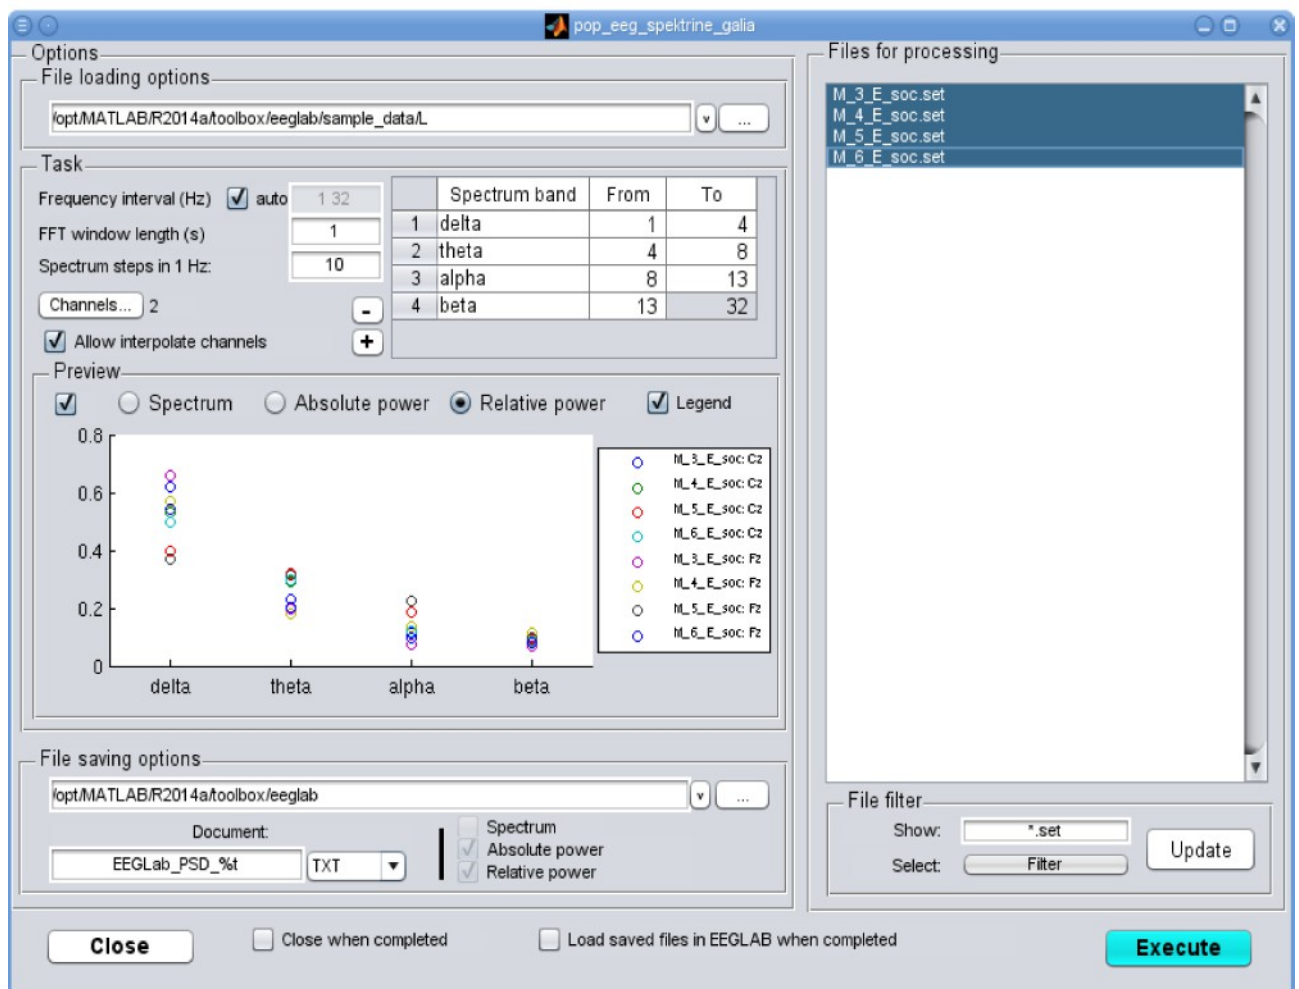 pop_eeg_spektrine_galia
Options
File loading options
/opt/MATLAB/R2014a/toolbox/eeglab/sample_data/L
v ...
Task
Frequency interval (Hz) auto 1 32
FFT window length (s) 1
Spectrum steps in 1 Hz: 10
Channels... 2
-
Allow interpolate channels
+
Spectrum band From To
1 delta 1 4
2 theta 4 8
3 alpha 8 13
4 beta 13 32
Preview
Spectrum Absolute power Relative power Legend
0.8
0.6
0.4
0.2
0
delta theta alpha beta
M_3_E_soc: Cz
M_4_E_soc: Cz
M_5_E_soc: Cz
M_6_E_soc: Cz
M_3_E_soc: Fz
M_4_E_soc: Fz
M_5_E_soc: Fz
M_6_E_soc: Fz
File saving options
/opt/MATLAB/R2014a/toolbox/eeglab
v ...
Document:
EEGLab_PSD_%t TXT
Spectrum
Absolute power
Relative power
Files for processing
M_3_E_soc.set
M_4_E_soc.set
M_5_E_soc.set
M_6_E_soc.set
File filter
Show: *.set
Select: Filter
Update
Close
Close when completed
Load saved files in EEGLAB when completed
Execute